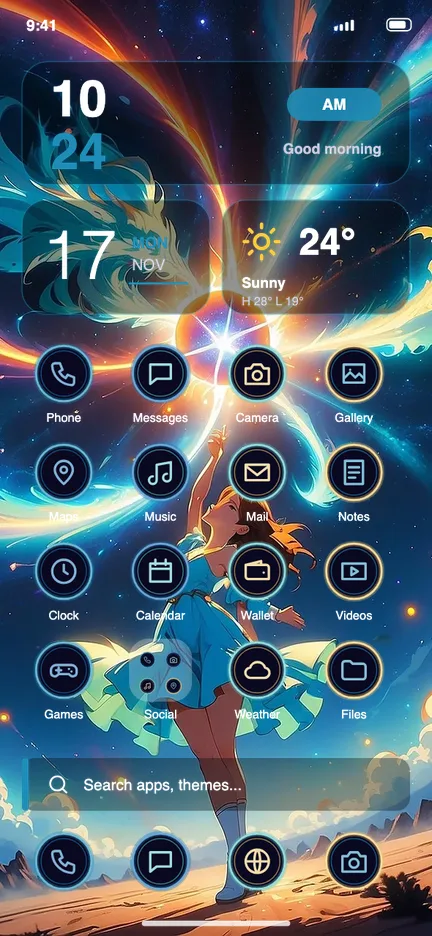 9:41
10
24
AM
Good morning
17
MON
NOV
24°
Sunny
H 28° L 19°
Phone
Messages
Camera
Gallery
Maps
Music
Mail
Notes
Clock
Calendar
Wallet
Videos
Games
Social
Weather
Files
Search apps, themes...